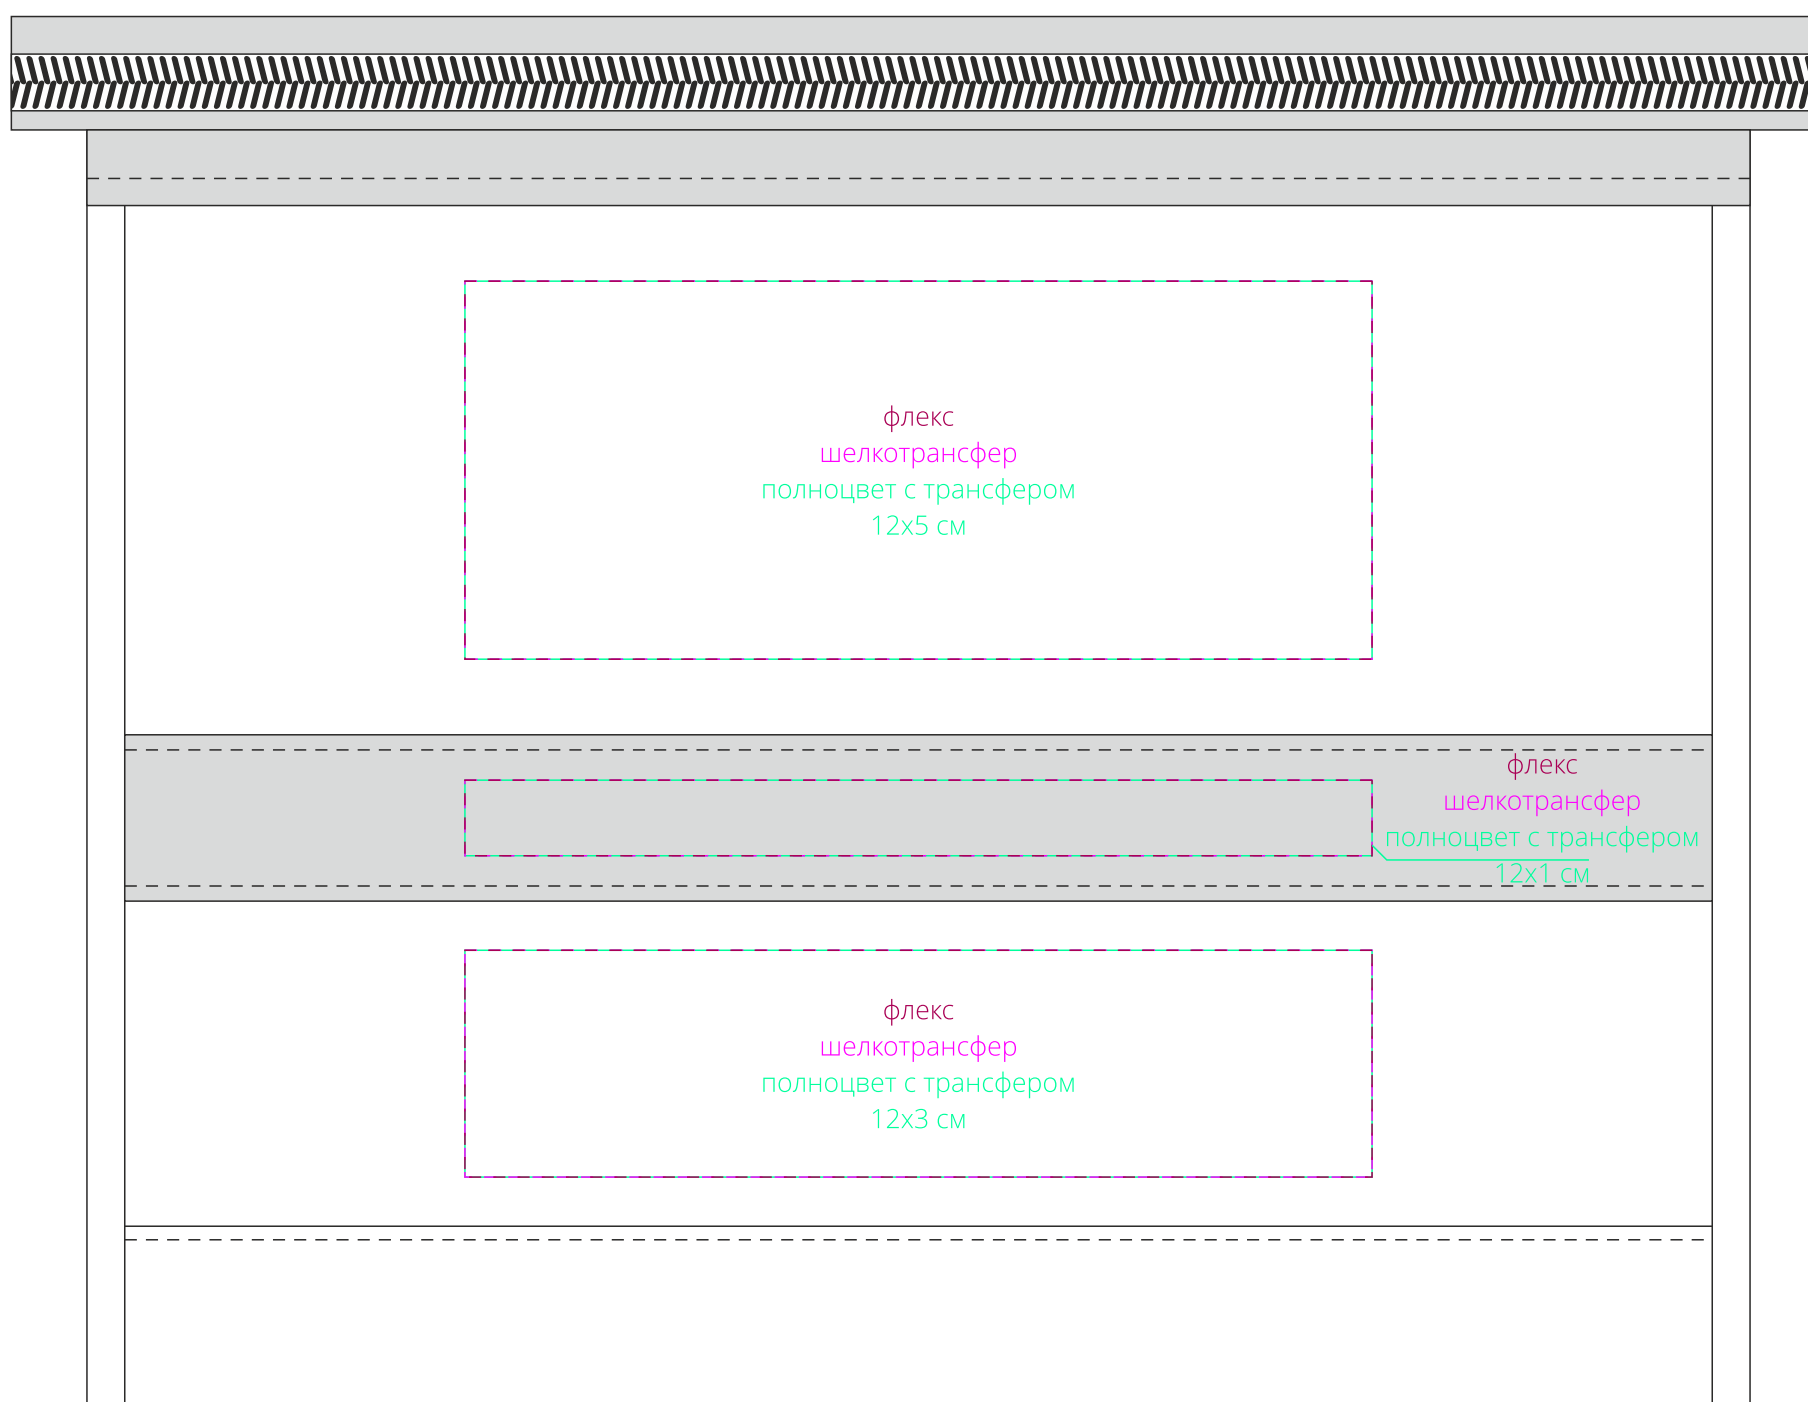 флекс
шелкотрансфер
полноцвет с трансфером
12х5 см
флекс
шелкотрансфер
полноцвет с трансфером
12х1 см
флекс
шелкотрансфер
полноцвет с трансфером
12х3 см